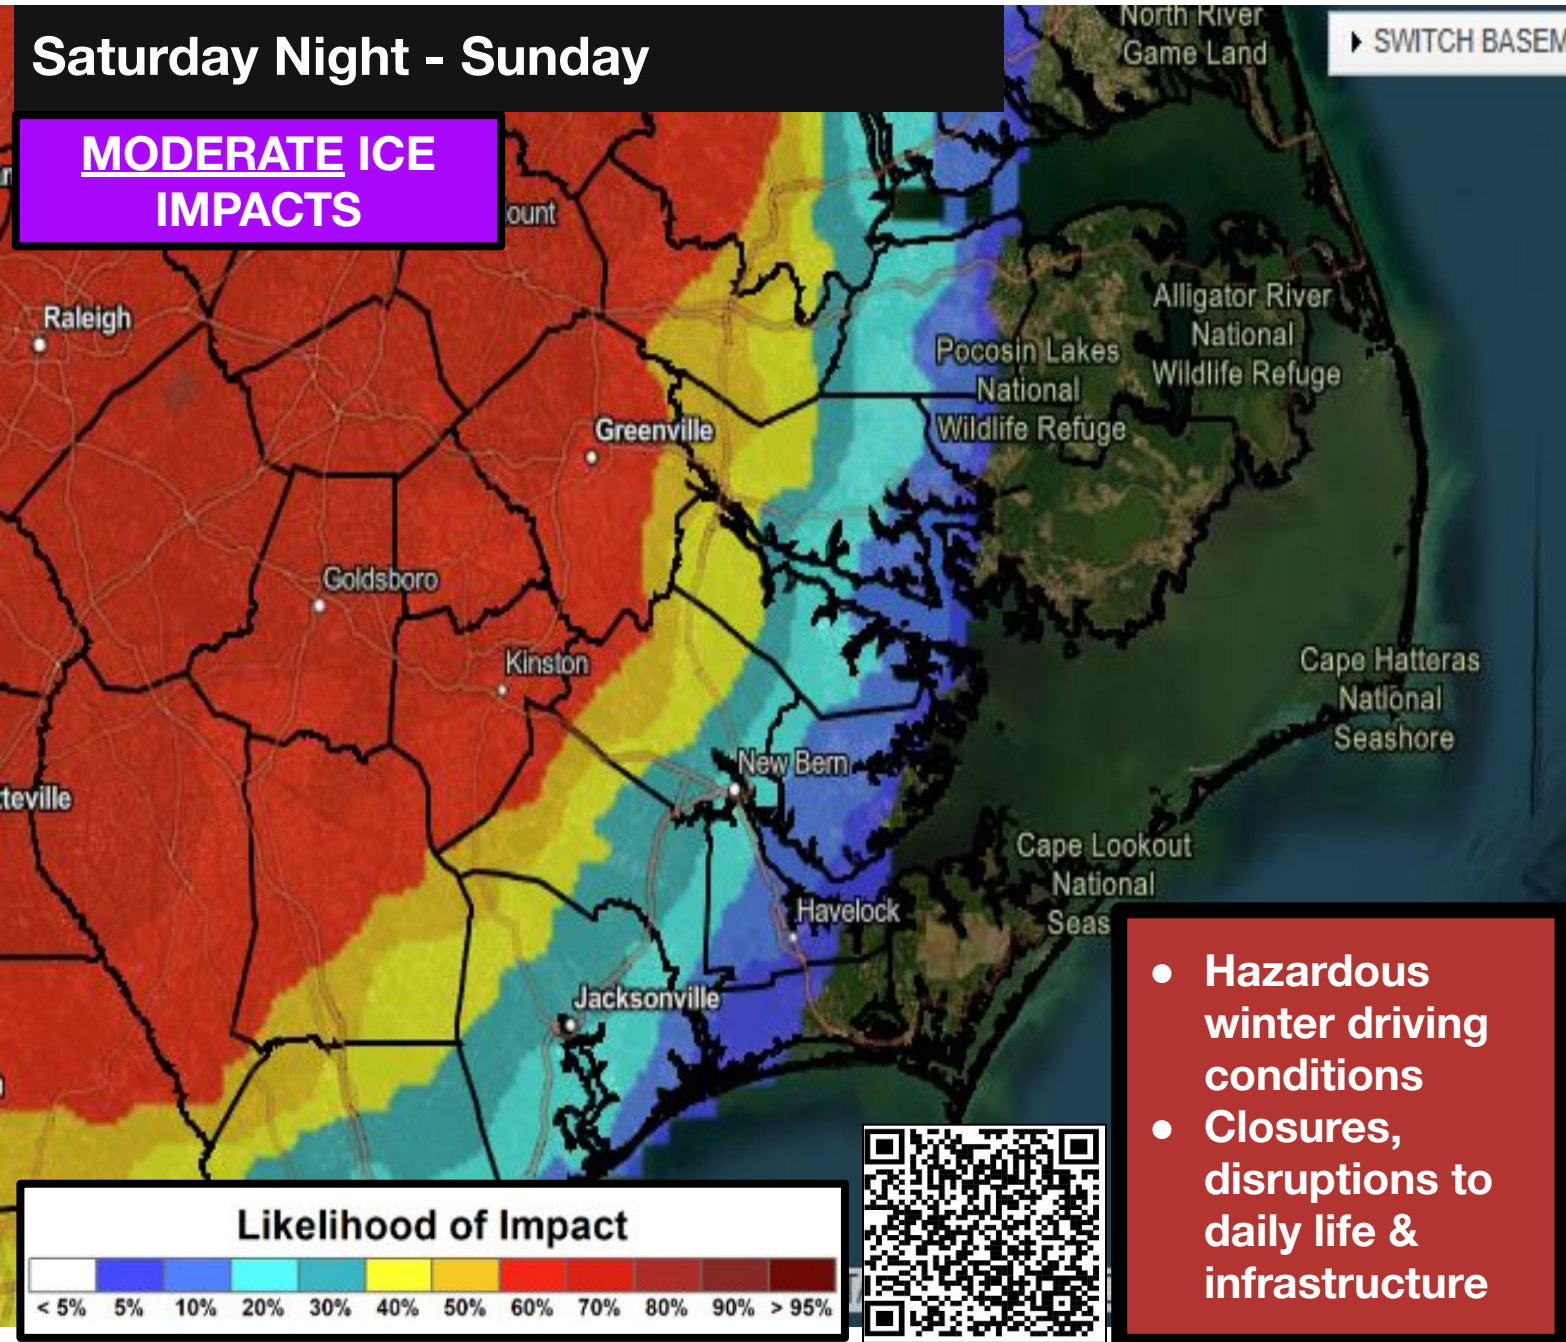 Saturday Night - Sunday
MODERATE ICE
IMPACTS
North River
Game Land
SWITCH BASEM
ount
Raleigh
Alligator River
National
Wildlife Refuge
Pocosin Lakes
National
Wildlife Refuge
Greenville
Goldsboro
Kinston
Cape Hatteras
National
Seashore
New Bern
tteville
Cape Lookout
National
Seas
Havelock
Jacksonville
● Hazardous
winter driving
conditions
● Closures,
disruptions to
daily life &
infrastructure
Likelihood of Impact
< 5% 5% 10% 20% 30% 40% 50% 60% 70% 80% 90% > 95%